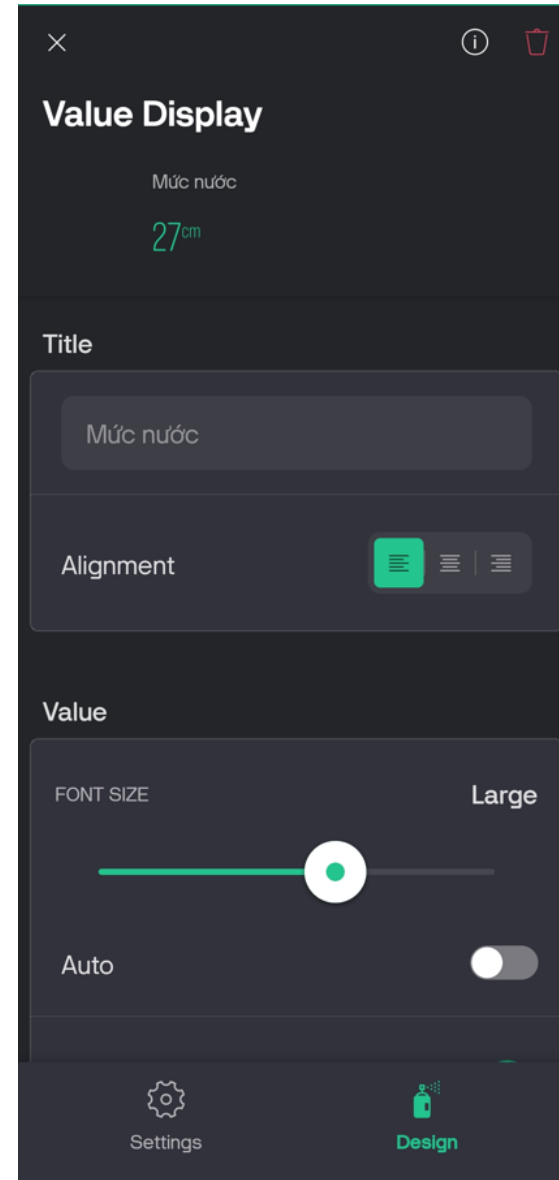 Value Display
Mức nước
27cm
Title
Mức nước
Alignment
Value
FONT SIZE Large
Auto
Settings Design